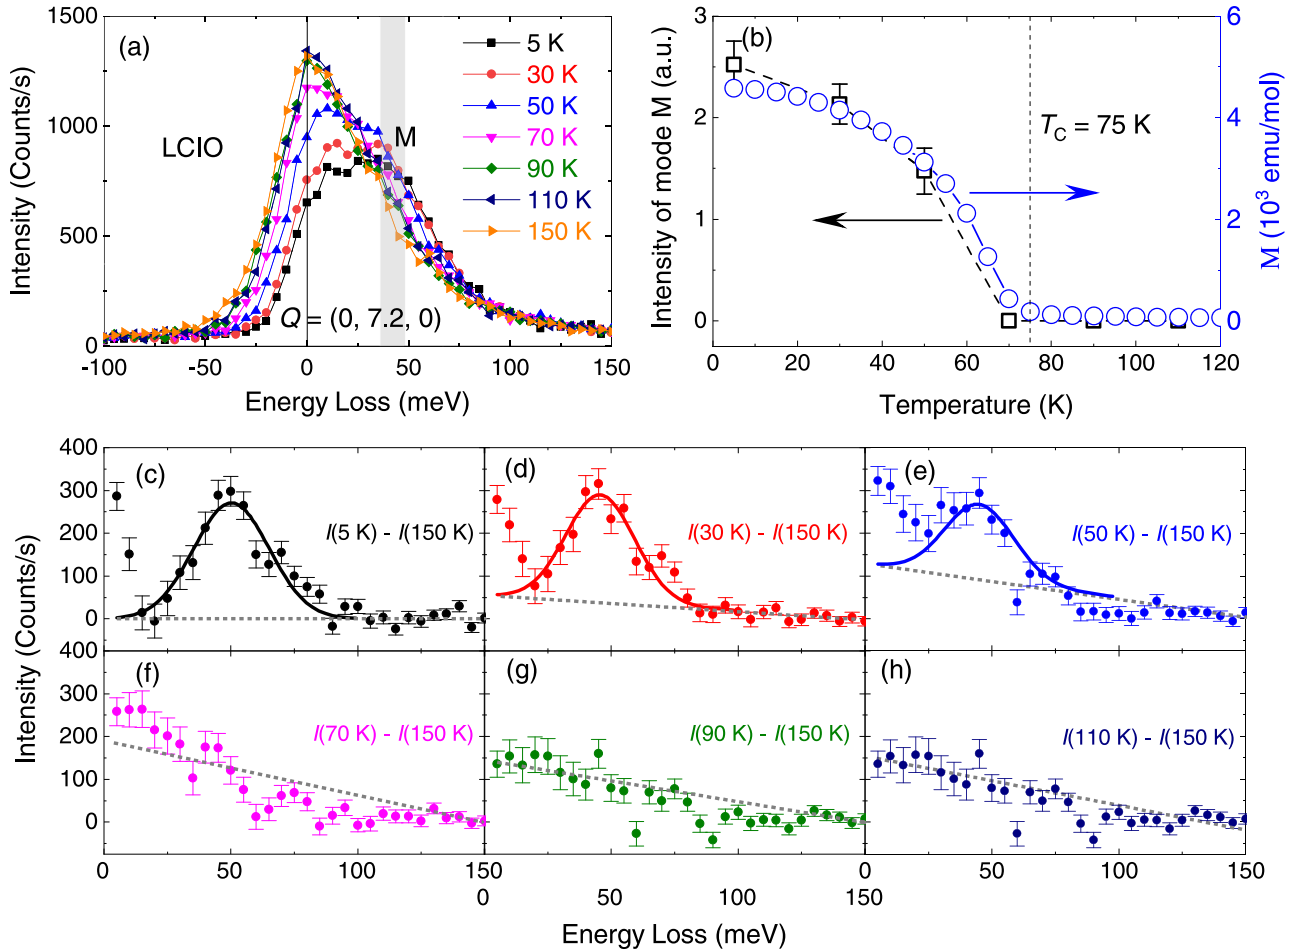 (a)
LCIO
M
5 K
30 K
50 K
70 K
90 K
110 K
150 K
Q = (0, 7.2, 0)
1500
1000
500
0
Intensity (Counts/s)
-100 -50 0 50 100 150
Energy Loss (meV)
(b)
T_C = 75 K
3
2
1
0
Intensity of mode M (a.u.)
6
4
2
0
M (10³ emu/mol)
0 20 40 60 80 100 120
Temperature (K)
400
300
200
100
0
400
300
200
100
0
Intensity (Counts/s)
Intensity (Counts/s)
(c)
I(5 K) - I(150 K)
(d)
I(30 K) - I(150 K)
(e)
I(50 K) - I(150 K)
(f)
I(70 K) - I(150 K)
(g)
I(90 K) - I(150 K)
(h)
I(110 K) - I(150 K)
0 50 100 150
0 100 150
50 100 150
Energy Loss (meV)